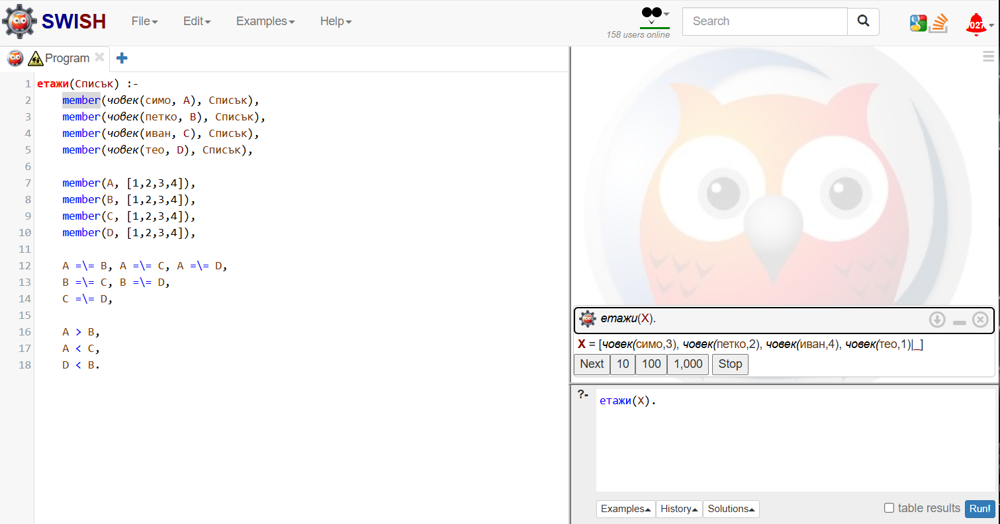 SWISH File Edit Examples Help 158 users online Search 
Program
1 етажи(Списък) :-
2 member(човек(симо, A), Списък),
3 member(човек(петко, B), Списък),
4 member(човек(иван, C), Списък),
5 member(човек(тео, D), Списък),
6
7 member(A, [1,2,3,4]),
8 member(B, [1,2,3,4]),
9 member(C, [1,2,3,4]),
10 member(D, [1,2,3,4]),
11
12 A =\= B, A =\= C, A =\= D,
13 B =\= C, B =\= D,
14 C =\= D,
15
16 A > B,
17 A < C,
18 D < B.
етажи(X).
X = [човек(симо,3), човек(петко,2), човек(иван,4), човек(тео,1)|_]
Next 10 100 1,000 Stop
?- етажи(X).
Examples History Solutions table results Run!